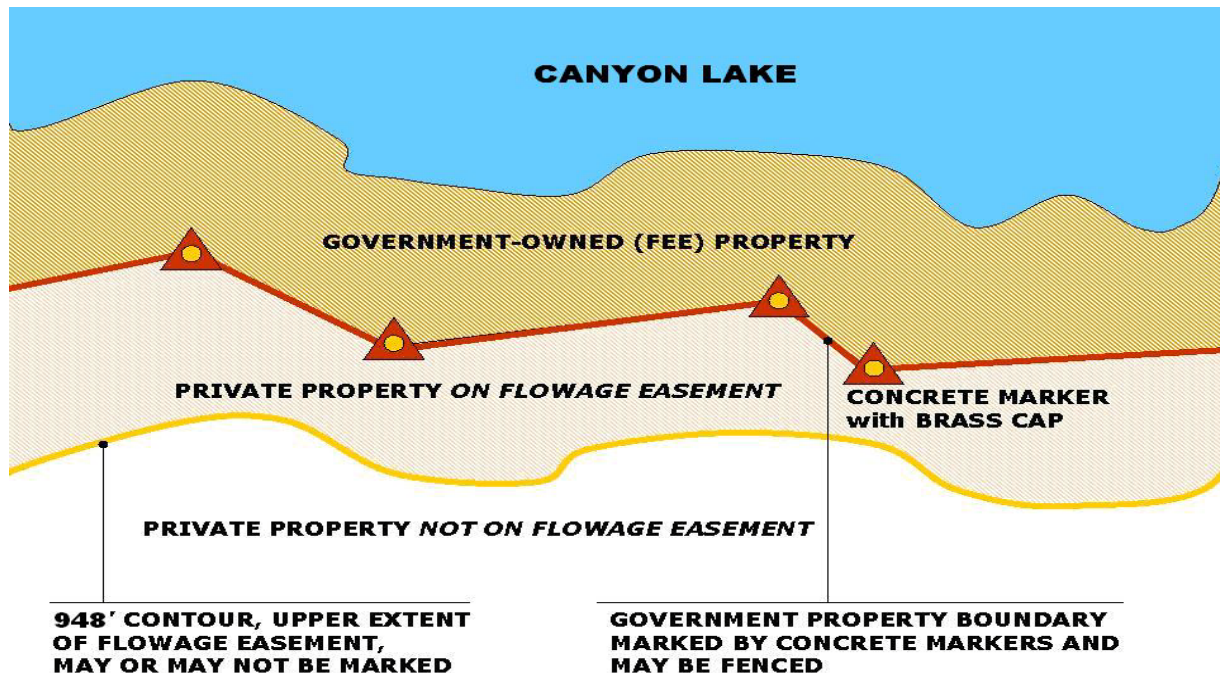 CANYON LAKE
GOVERNMENT-OWNED (FEE) PROPERTY
PRIVATE PROPERTY ON FLOWAGE EASEMENT
CONCRETE MARKER
with BRASS CAP
PRIVATE PROPERTY NOT ON FLOWAGE EASEMENT
948' CONTOUR, UPPER EXTENT
OF FLOWAGE EASEMENT,
MAY OR MAY NOT BE MARKED
GOVERNMENT PROPERTY BOUNDARY
MARKED BY CONCRETE MARKERS AND
MAY BE FENCED